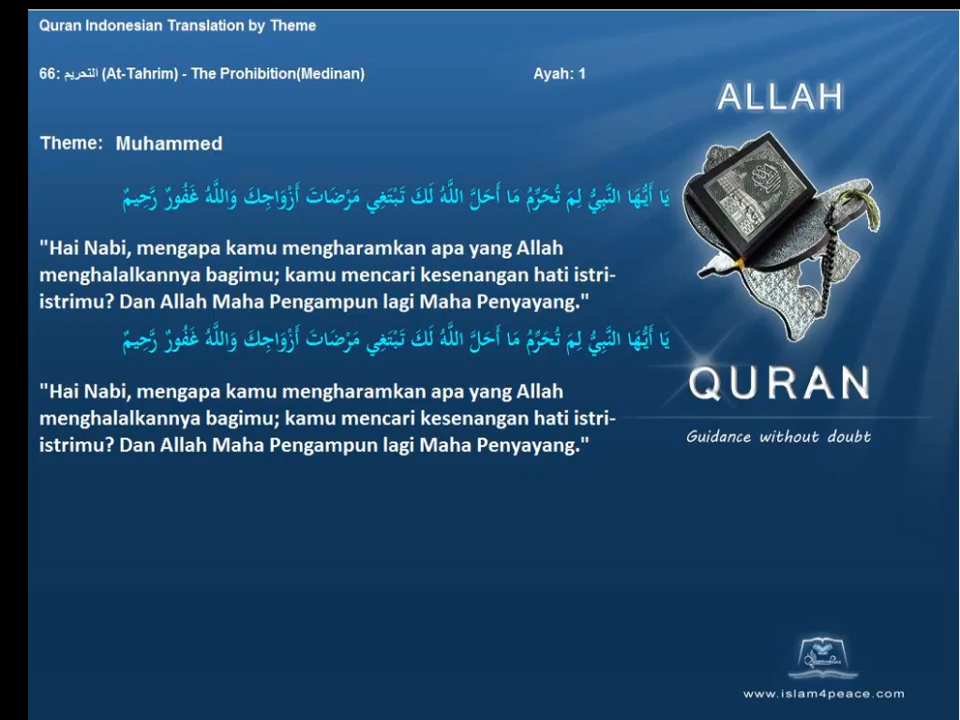 Quran Indonesian Translation by Theme
66: التحريم (At-Tahrim) - The Prohibition(Medinan)
Ayah: 1
Theme: Muhammed
يَا أَيُّهَا النَّبِيُّ لِمَ تُحَرِّمُ مَا أَحَلَّ اللَّهُ لَكَ تَبْتَغِي مَرْضَاتَ أَزْوَاجِكَ وَاللَّهُ غَفُورٌ رَّحِيمٌ
"Hai Nabi, mengapa kamu mengharamkan apa yang Allah
menghalalkannya bagimu; kamu mencari kesenangan hati istri-
istrimu? Dan Allah Maha Pengampun lagi Maha Penyayang."
يَا أَيُّهَا النَّبِيُّ لِمَ تُحَرِّمُ مَا أَحَلَّ اللَّهُ لَكَ تَبْتَغِي مَرْضَاتَ أَزْوَاجِكَ وَاللَّهُ غَفُورٌ رَّحِيمٌ
"Hai Nabi, mengapa kamu mengharamkan apa yang Allah
menghalalkannya bagimu; kamu mencari kesenangan hati istri-
istrimu? Dan Allah Maha Pengampun lagi Maha Penyayang."
ALLAH
QURAN
Guidance without doubt
www.islam4peace.com